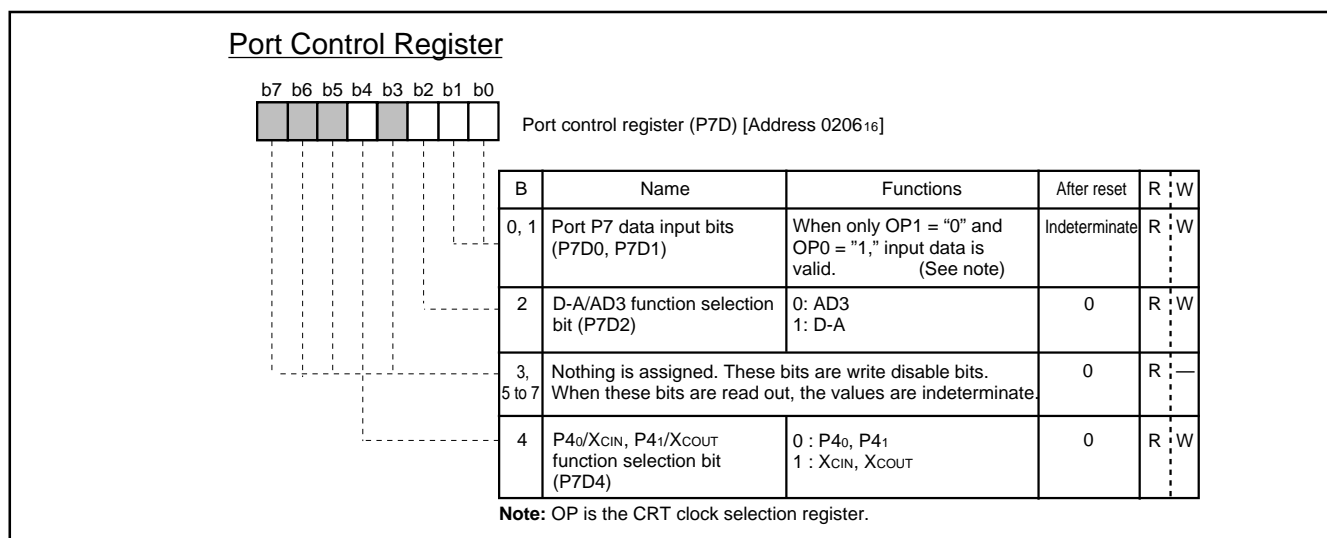 Port Control Register
b7 b6 b5 b4 b3 b2 b1 b0
Port control register (P7D) [Address 020616]
B Name Functions After reset R W
0, 1 Port P7 data input bits (P7D0, P7D1) When only OP1 = “0” and OP0 = ”1,” input data is valid. (See note) Indeterminate R W
2 D-A/AD3 function selection bit (P7D2) 0: AD3 1: D-A 0 R W
3, 5 to 7 Nothing is assigned. These bits are write disable bits. When these bits are read out, the values are indeterminate. 0 R —
4 P40/XCIN, P41/XCOUT function selection bit (P7D4) 0 : P40, P41 1 : XCIN, XCOUT 0 R W
Note: OP is the CRT clock selection register.